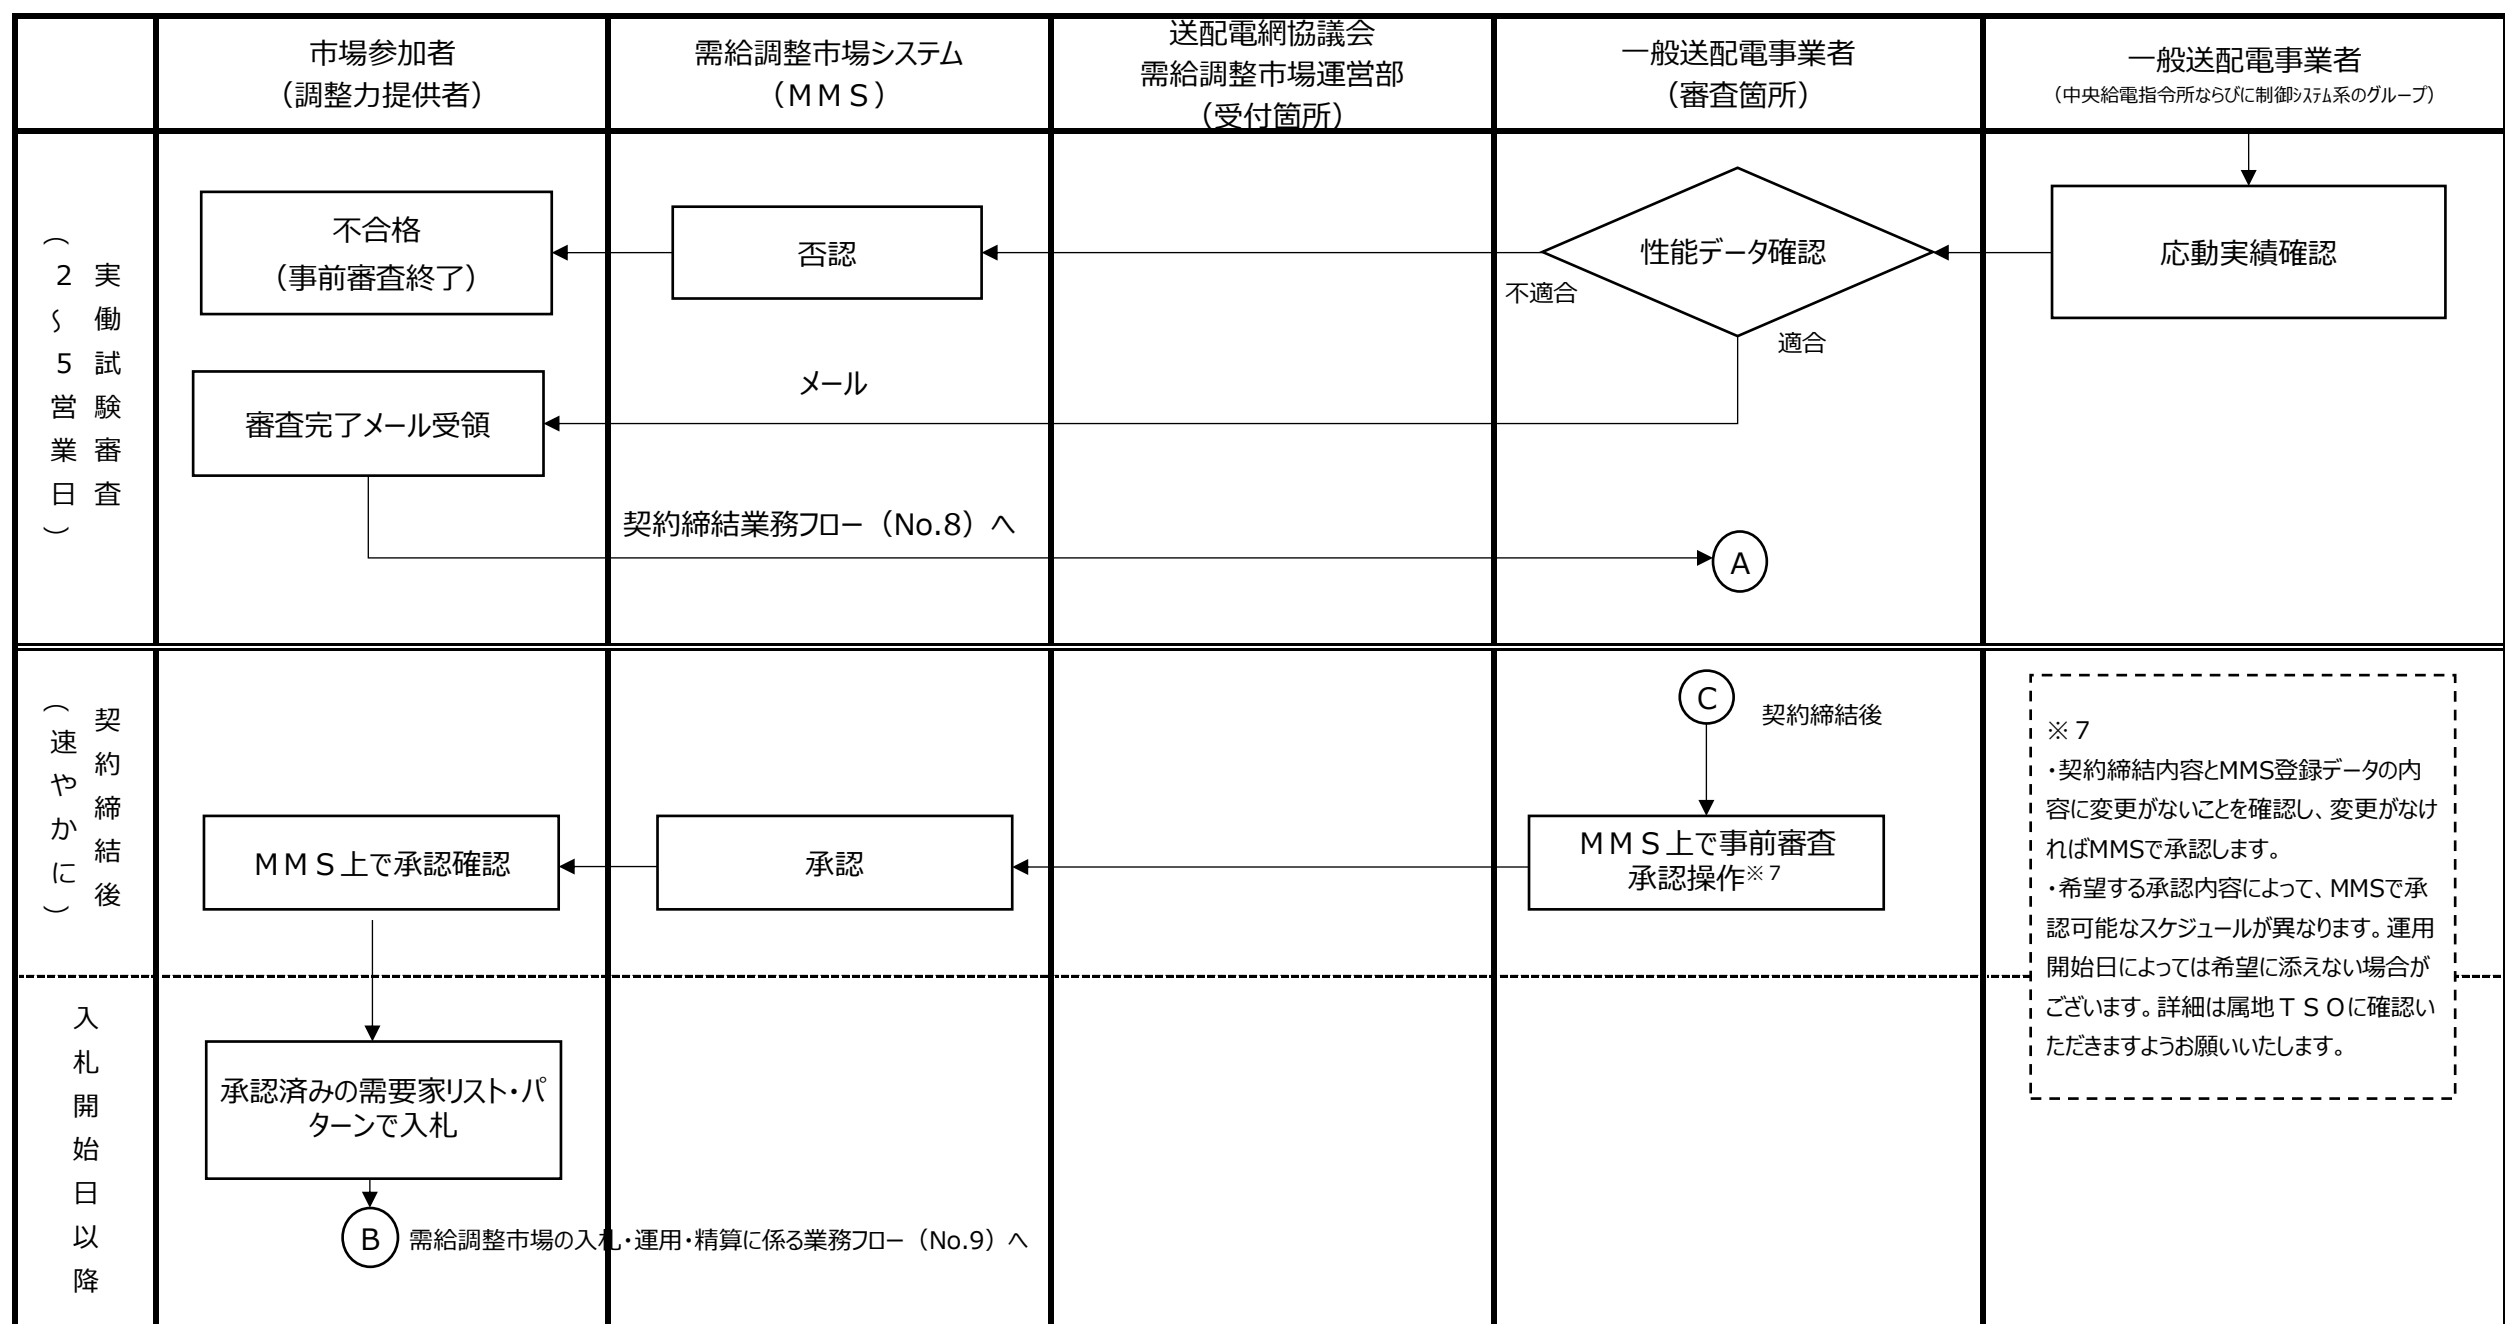 市場参加者
（調整力提供者）
需給調整市場システム
（ＭＭＳ）
送配電網協議会
需給調整市場運営部
（受付箇所）
一般送配電事業者
（審査箇所）
一般送配電事業者
（中央給電指令所ならびに制御ｼｽﾃﾑ系のグループ）
実働試験審査
（２～５営業日）
不合格
（事前審査終了）
否認
性能データ確認
応動実績確認
不適合
適合
メール
審査完了メール受領
契約締結業務フロー（No.8）へ
A
契約締結後
（速やかに）
C
契約締結後
ＭＭＳ上で承認確認
承認
ＭＭＳ上で事前審査
承認操作※７
※７
・契約締結内容とMMS登録データの内
容に変更がないことを確認し、変更がなけ
ればMMSで承認します。
・希望する承認内容によって、MMSで承
認可能なスケジュールが異なります。運用
開始日によっては希望に添えない場合が
ございます。詳細は属地ＴＳＯに確認い
ただきますようお願いいたします。
入札開始日以降
承認済みの需要家リスト・パ
ターンで入札
B
需給調整市場の入札・運用・精算に係る業務フロー（No.9）へ